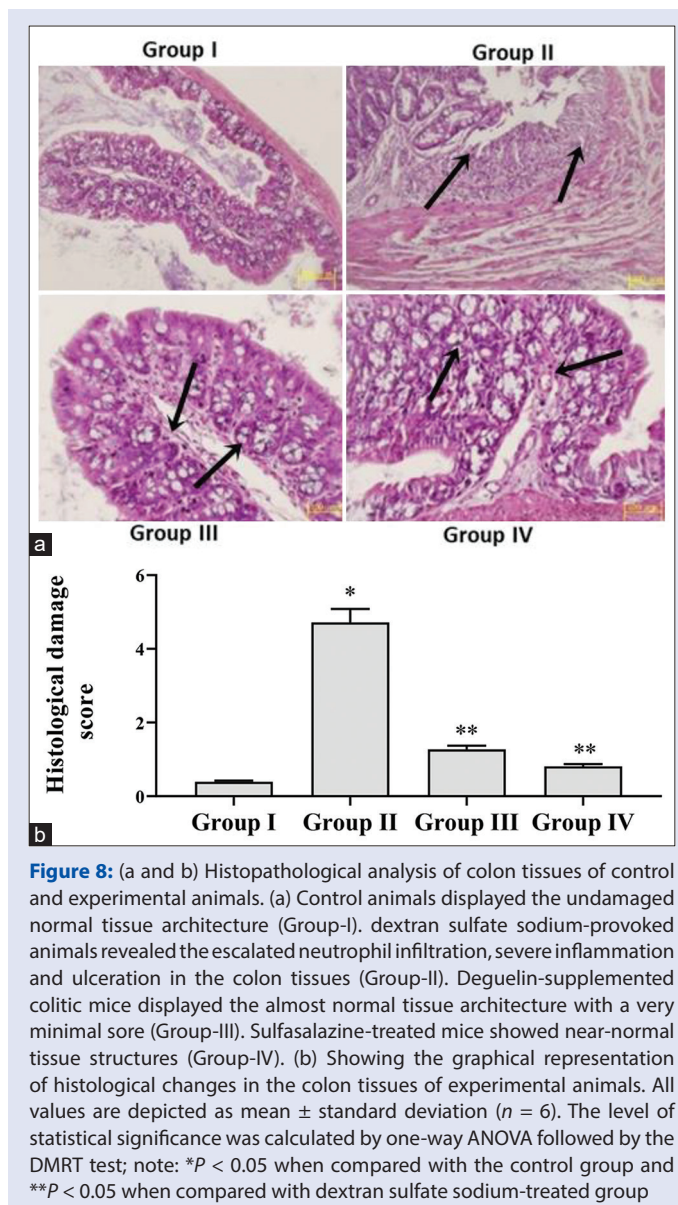 Group I
Group II
Group III
Group IV
a
6
4
2
0
Histological damage
score
*
**
**
Group I Group II Group III Group IV
b
Figure 8: (a and b) Histopathological analysis of colon tissues of control
and experimental animals. (a) Control animals displayed the undamaged
normal tissue architecture (Group-I). dextran sulfate sodium-provoked
animals revealed the escalated neutrophil infiltration, severe inflammation
and ulceration in the colon tissues (Group-II). Deguelin-supplemented
colitic mice displayed the almost normal tissue architecture with a very
minimal sore (Group-III). Sulfasalazine-treated mice showed near-normal
tissue structures (Group-IV). (b) Showing the graphical representation
of histological changes in the colon tissues of experimental animals. All
values are depicted as mean ± standard deviation (n = 6). The level of
statistical significance was calculated by one-way ANOVA followed by the
DMRT test; note: *P < 0.05 when compared with the control group and
**P < 0.05 when compared with dextran sulfate sodium-treated group